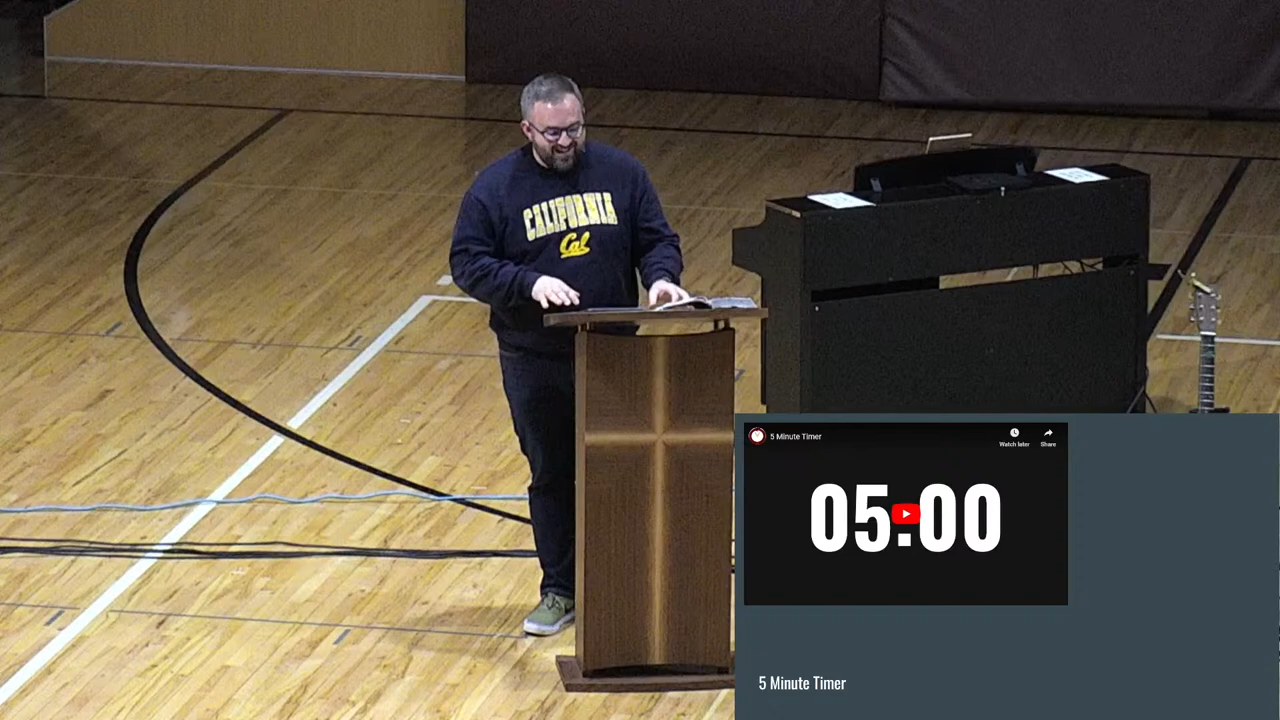 CALIFORNIA
Cal
5 Minute Timer
Watch later
Share
05:00
5 Minute Timer